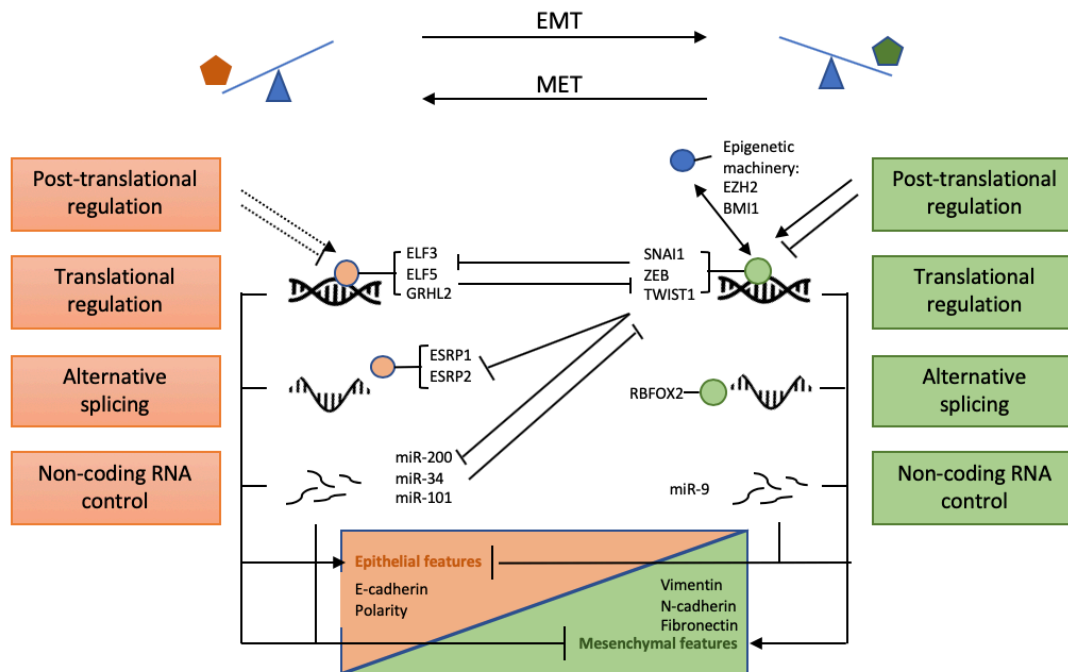 EMT
MET
Post-translational
regulation
Translational
regulation
Alternative
splicing
Non-coding RNA
control
ELF3
ELF5
GRHL2
ESRP1
ESRP2
miR-200
miR-34
miR-101
Epigenetic
machinery:
EZH2
BMI1
SNAI1
ZEB
TWIST1
RBFOX2
miR-9
Post-translational
regulation
Translational
regulation
Alternative
splicing
Non-coding RNA
control
Epithelial features
E-cadherin
Polarity
Vimentin
N-cadherin
Fibronectin
Mesenchymal features